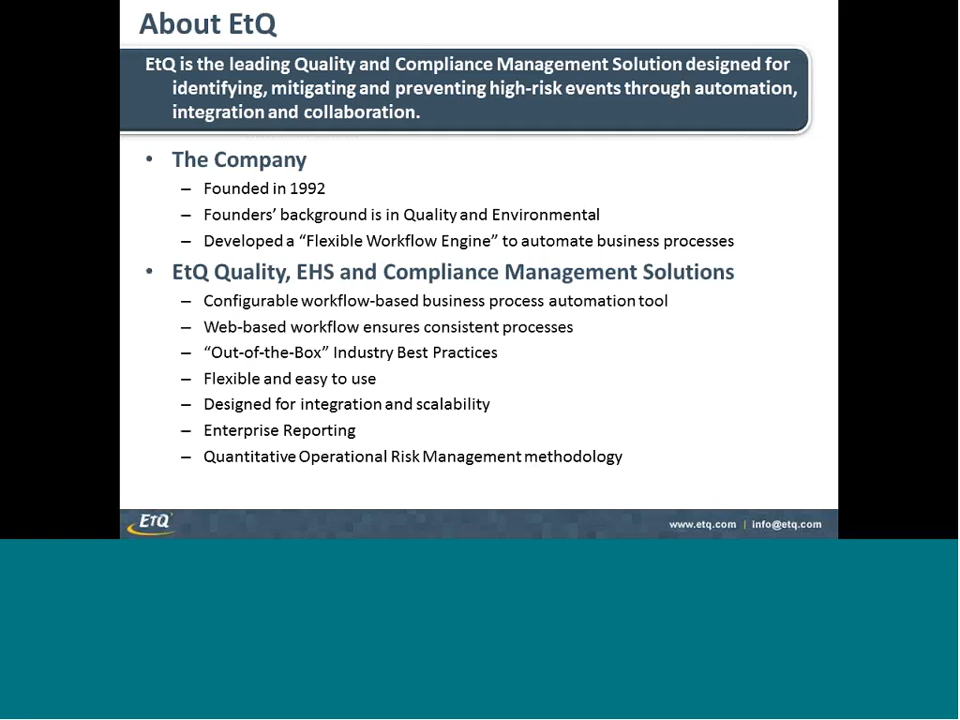 About EtQ
EtQ is the leading Quality and Compliance Management Solution designed for
identifying, mitigating and preventing high-risk events through automation,
integration and collaboration.
• The Company
– Founded in 1992
– Founders’ background is in Quality and Environmental
– Developed a “Flexible Workflow Engine” to automate business processes
• EtQ Quality, EHS and Compliance Management Solutions
– Configurable workflow-based business process automation tool
– Web-based workflow ensures consistent processes
– “Out-of-the-Box” Industry Best Practices
– Flexible and easy to use
– Designed for integration and scalability
– Enterprise Reporting
– Quantitative Operational Risk Management methodology
EtQ
www.etq.com | info@etq.com